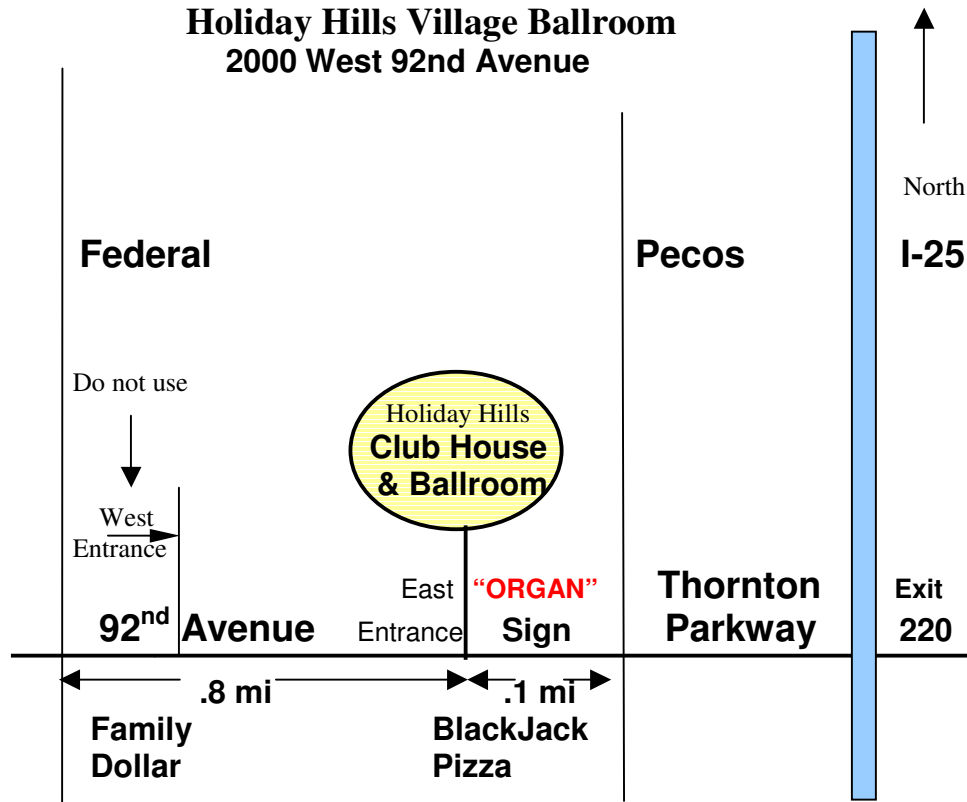 Holiday Hills Village Ballroom
2000 West 92nd Avenue
North
Federal
Pecos
I-25
Do not use
Holiday Hills
Club House
& Ballroom
West
Entrance
East "ORGAN"
Entrance Sign
Thornton
Parkway
Exit
220
92nd Avenue
.8 mi
.1 mi
Family
Dollar
BlackJack
Pizza